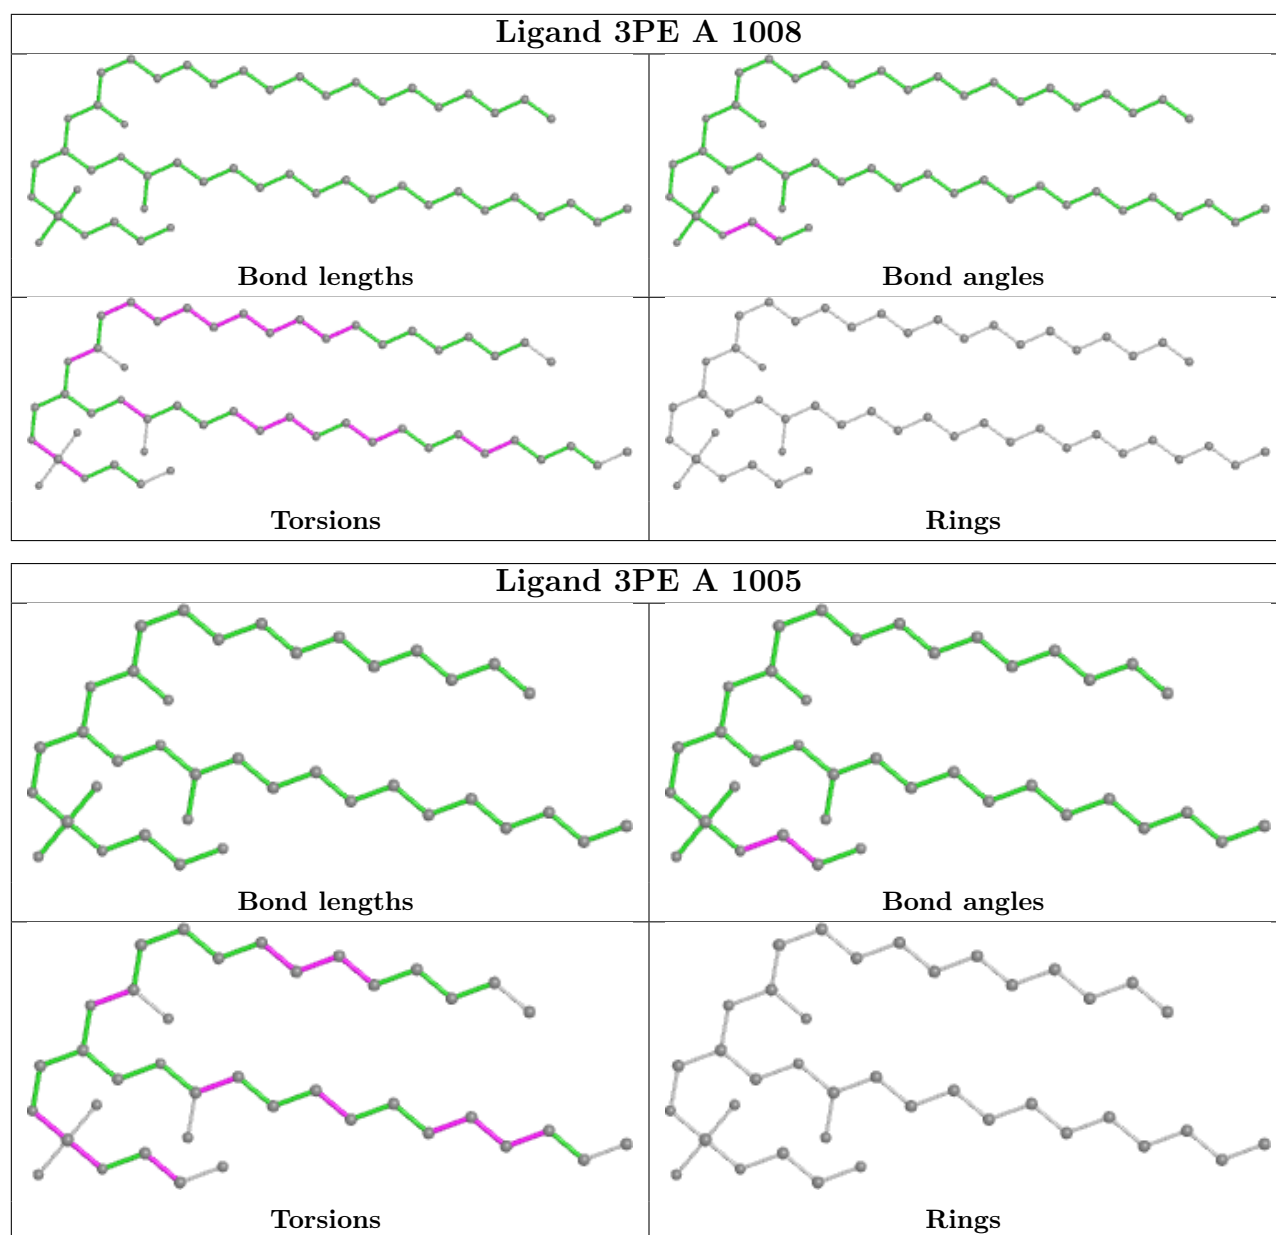 Ligand 3PE A 1008
Bond lengths
Bond angles
Torsions
Rings
Ligand 3PE A 1005
Bond lengths
Bond angles
Torsions
Rings